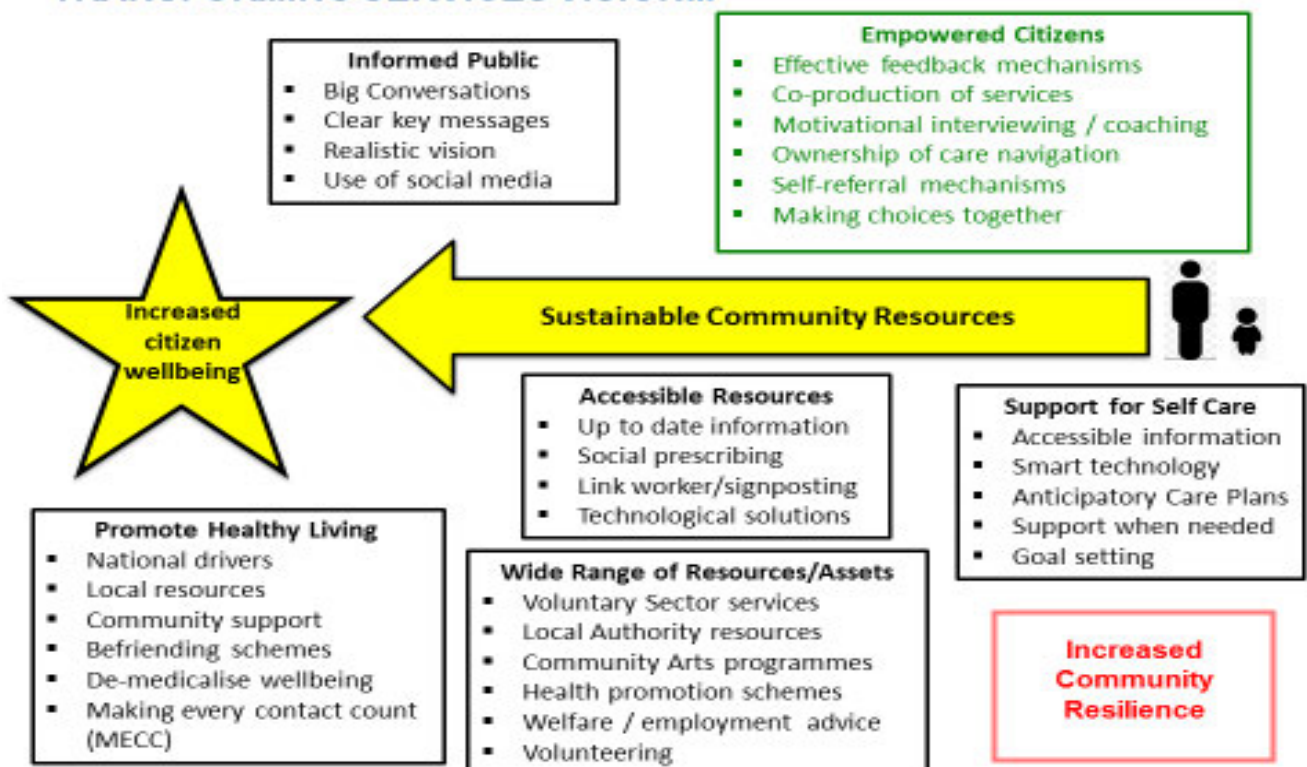 Informed Public
▪ Big Conversations
▪ Clear key messages
▪ Realistic vision
▪ Use of social media
Empowered Citizens
▪ Effective feedback mechanisms
▪ Co-production of services
▪ Motivational interviewing / coaching
▪ Ownership of care navigation
▪ Self-referral mechanisms
▪ Making choices together
Increased
citizen
wellbeing
Sustainable Community Resources
Accessible Resources
▪ Up to date information
▪ Social prescribing
▪ Link worker/signposting
▪ Technological solutions
Support for Self Care
▪ Accessible information
▪ Smart technology
▪ Anticipatory Care Plans
▪ Support when needed
▪ Goal setting
Promote Healthy Living
▪ National drivers
▪ Local resources
▪ Community support
▪ Befriending schemes
▪ De-medicalise wellbeing
▪ Making every contact count
(MECC)
Wide Range of Resources/Assets
▪ Voluntary Sector services
▪ Local Authority resources
▪ Community Arts programmes
▪ Health promotion schemes
▪ Welfare / employment advice
▪ Volunteering
Increased
Community
Resilience